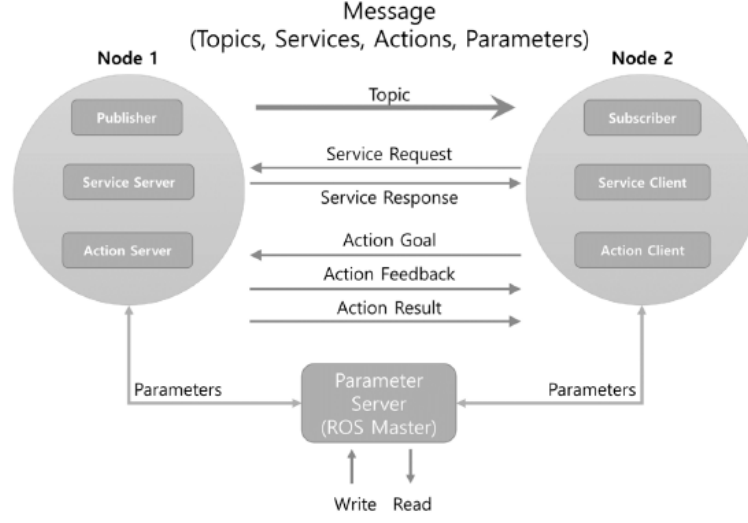 Message
(Topics, Services, Actions, Parameters)
Node 1
Node 2
Publisher
Topic
Subscriber
Service Request
Service Server
Service Client
Service Response
Action Goal
Action Server
Action Client
Action Feedback
Action Result
Parameters
Parameter
Server
(ROS Master)
Parameters
Write
Read